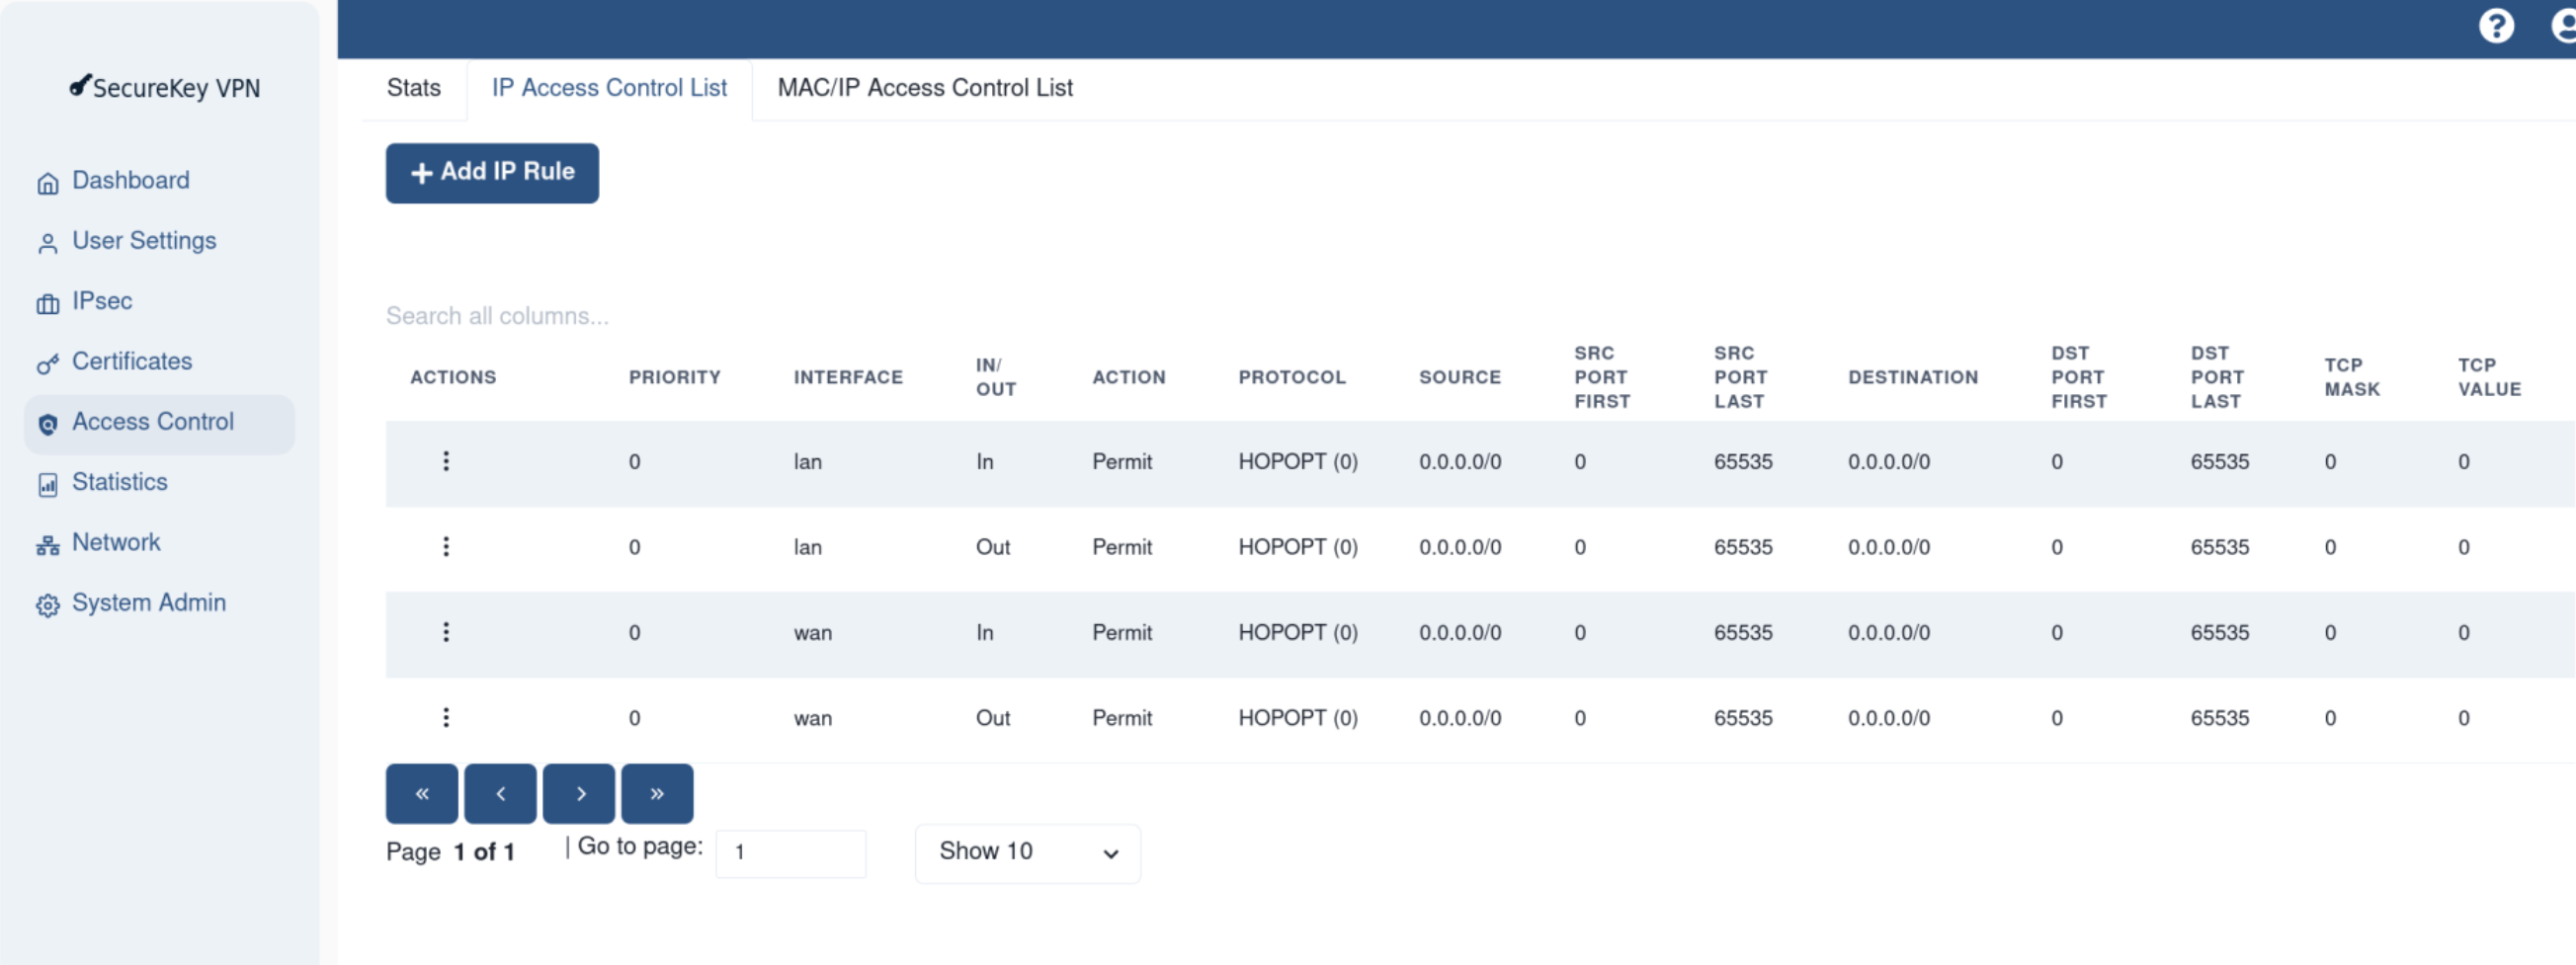 SecureKey VPN
Dashboard
User Settings
IPsec
Certificates
Access Control
Statistics
Network
System Admin
Stats IP Access Control List MAC/IP Access Control List
+ Add IP Rule
Search all columns...
ACTIONS PRIORITY INTERFACE IN/ OUT ACTION PROTOCOL SOURCE SRC PORT FIRST SRC PORT LAST DESTINATION DST PORT FIRST DST PORT LAST TCP MASK TCP VALUE
0 lan In Permit HOPOPT (0) 0.0.0.0/0 0 65535 0.0.0.0/0 0 65535 0 0
0 lan Out Permit HOPOPT (0) 0.0.0.0/0 0 65535 0.0.0.0/0 0 65535 0 0
0 wan In Permit HOPOPT (0) 0.0.0.0/0 0 65535 0.0.0.0/0 0 65535 0 0
0 wan Out Permit HOPOPT (0) 0.0.0.0/0 0 65535 0.0.0.0/0 0 65535 0 0
« < > »
Page 1 of 1 | Go to page: 1 Show 10